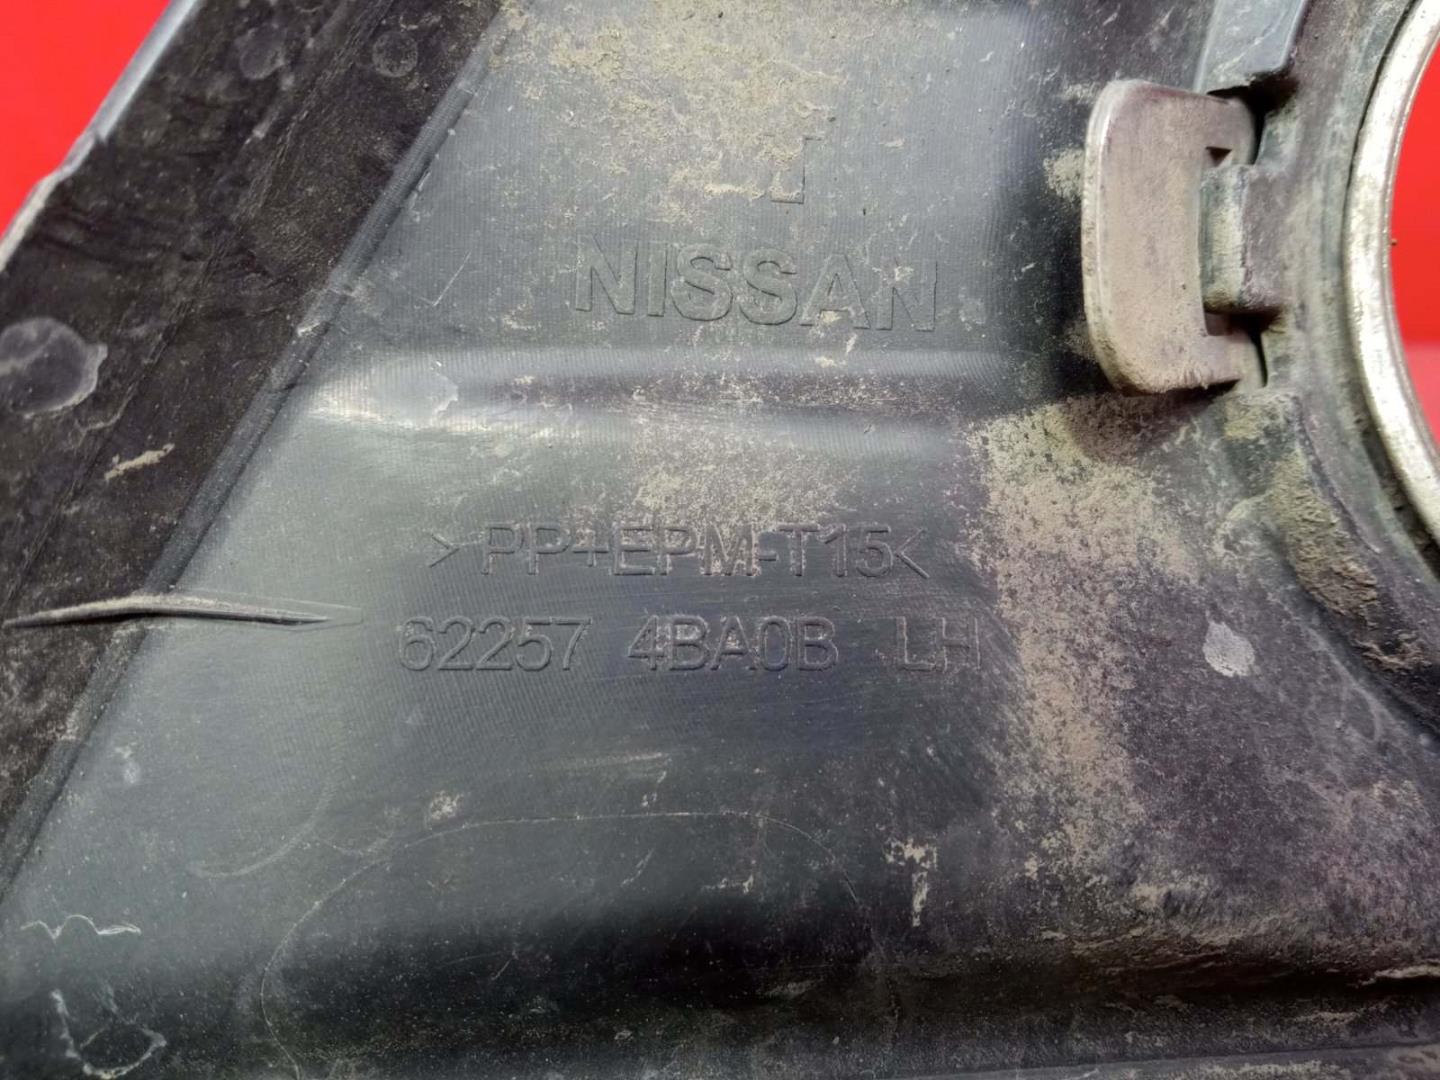 NISSAN
>PP+EPM-T15<
62257 4BA0B LH